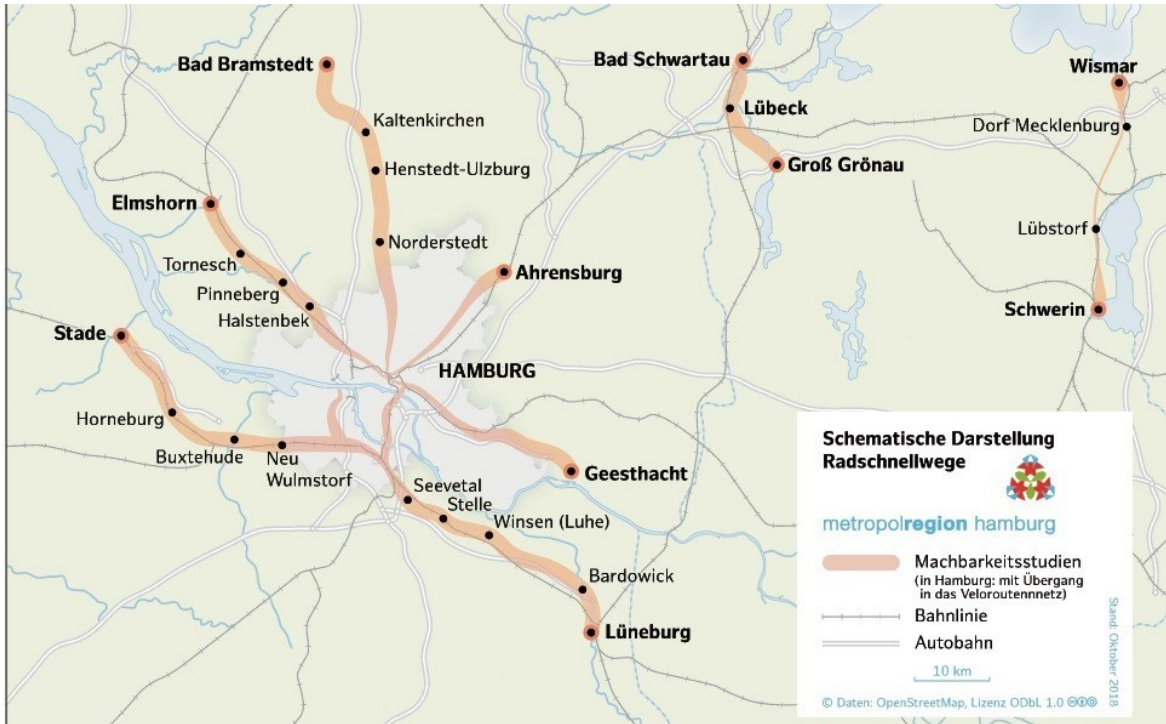 Bad Bramstedt
Kaltenkirchen
Henstedt-Ulzburg
Norderstedt
Elmshorn
Tornesch
Pinneberg
Halstenbek
Ahrensburg
Stade
Horneburg
Buxtehude
Neu
Wulmstorf
HAMBURG
Geesthacht
Seevetal
Stelle
Winsen (Luhe)
Bardowick
Lüneburg
Bad Schwartau
Lübeck
Groß Grönau
Wismar
Dorf Mecklenburg
Lübstorf
Schwerin
Schematische Darstellung
Radschnellwege
metropolregion hamburg
Machbarkeitsstudien
(in Hamburg: mit Übergang
in das Veloroutennnetz)
Bahnlinie
Autobahn
10 km
© Daten: OpenStreetMap, Lizenz ODbL 1.0
Stand: Oktober 2018